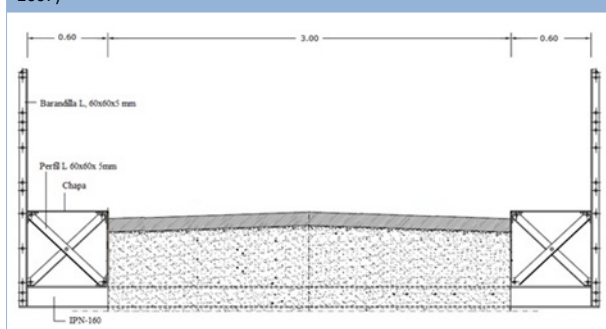 0.60 3.00 0.60
Barandilla L, 60x60x5 mm
Perfil L 60x60x 5mm
Chapa
IPN-160